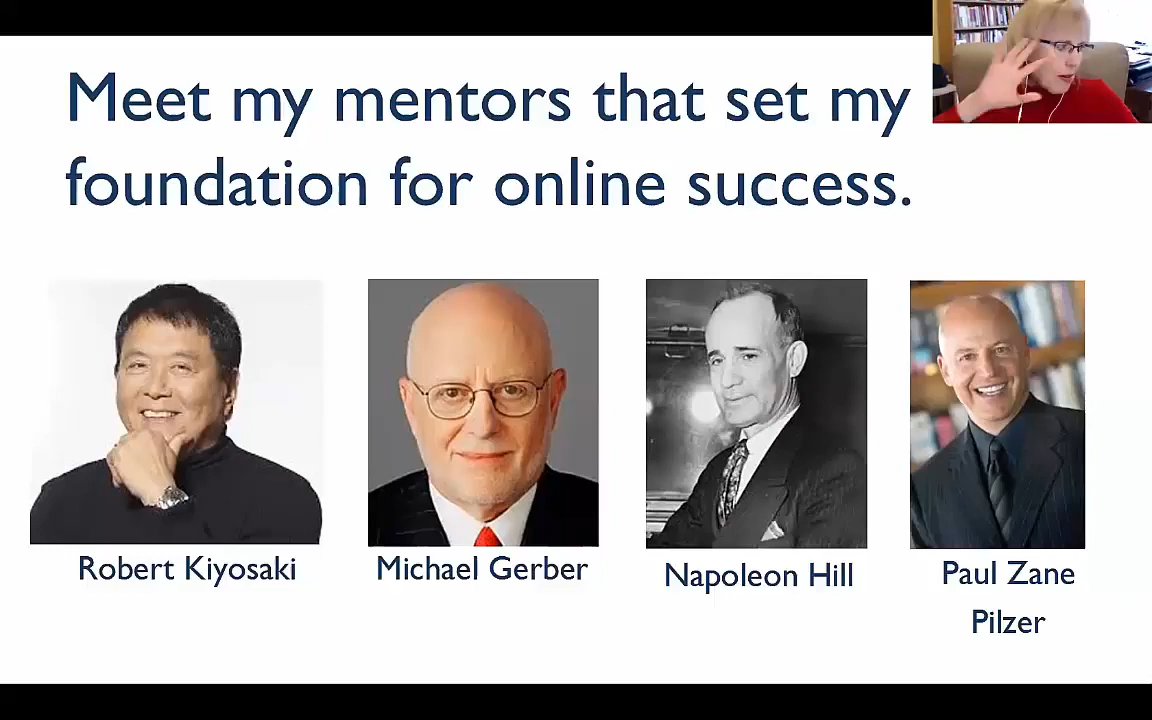 Meet my mentors that set my
foundation for online success.
Robert Kiyosaki
Michael Gerber
Napoleon Hill
Paul Zane
Pilzer